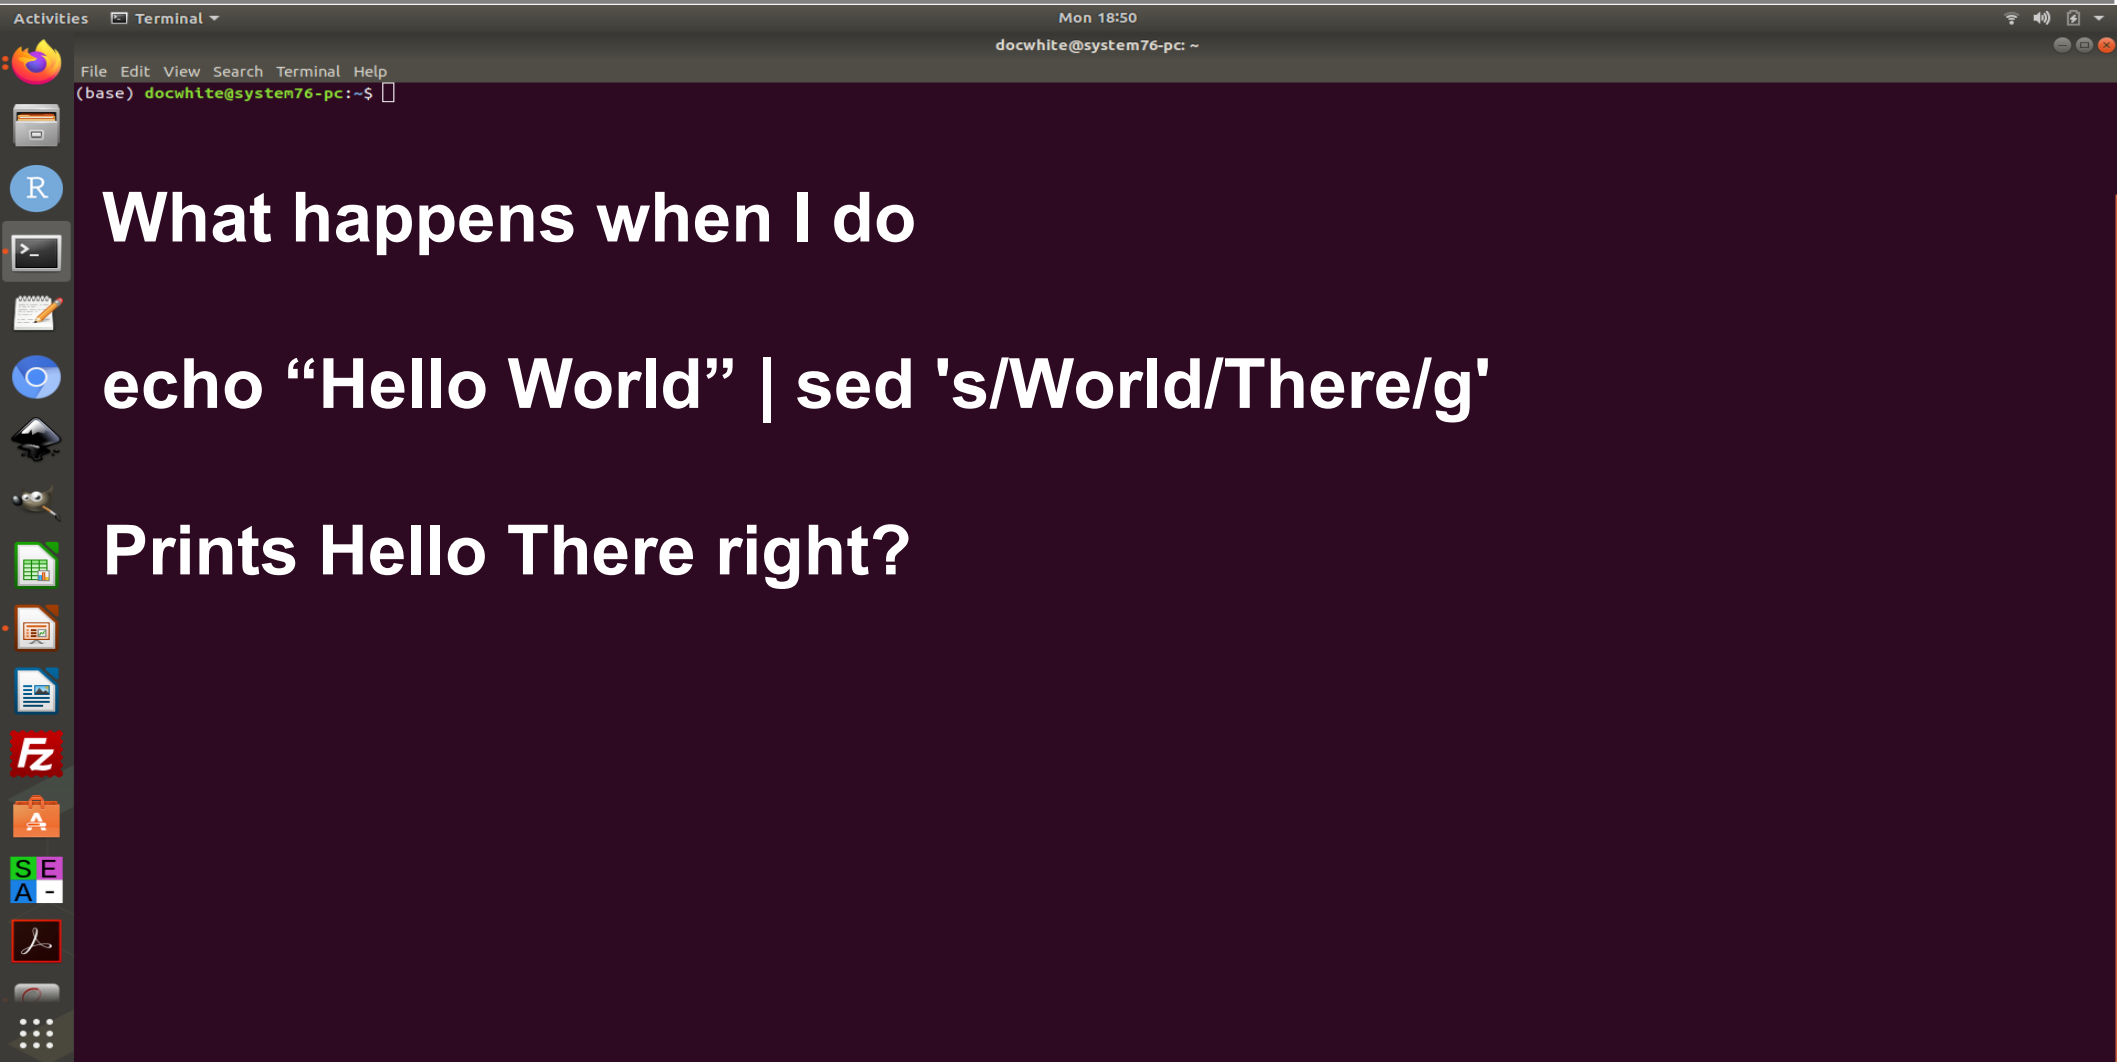 Activities Terminal Mon 18:50
docwhite@system76-pc: ~
File Edit View Search Terminal Help
(base) docwhite@system76-pc:~$
R
>_
What happens when I do
echo “Hello World” | sed 's/World/There/g'
Prints Hello There right?
Fz
A
S E
A -